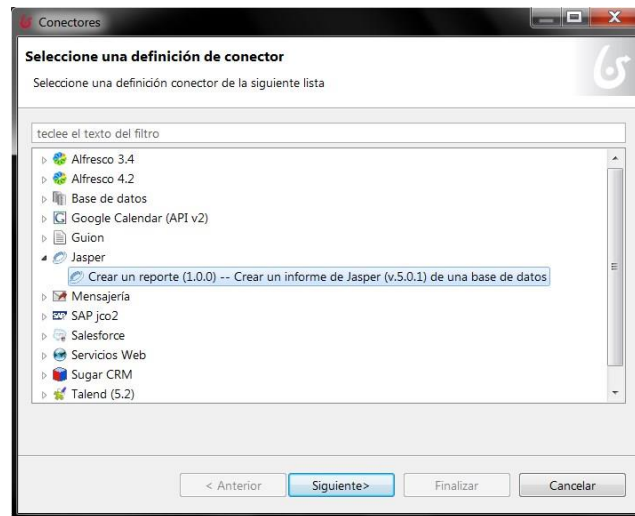 Conectores
Seleccione una definición de conector
Seleccione una definición conector de la siguiente lista
teclee el texto del filtro
Alfresco 3.4
Alfresco 4.2
Base de datos
Google Calendar (API v2)
Guion
Jasper
Crear un reporte (1.0.0) -- Crear un informe de Jasper (v.5.0.1) de una base de datos
Mensajería
SAP jco2
Salesforce
Servicios Web
Sugar CRM
Talend (5.2)
< Anterior Siguiente> Finalizar Cancelar